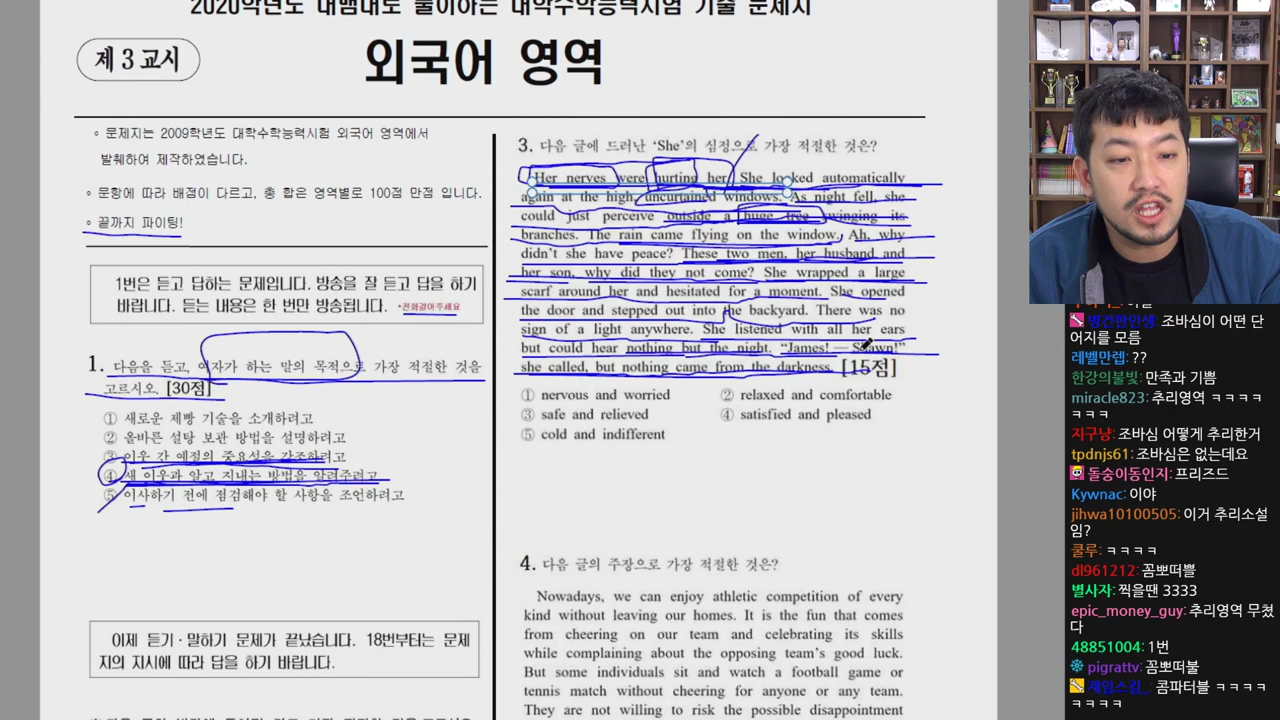 2020학년도 대맴대로 풀이하는 대학수학능력시험 기출 문제지
제 3 교시
외국어 영역
◦ 문제지는 2009학년도 대학수학능력시험 외국어 영역에서
발췌하여 제작하였습니다.
◦ 문항에 따라 배점이 다르고, 총 합은 영역별로 100점 만점 입니다.
◦ 끝까지 파이팅!
1번은 듣고 답하는 문제입니다. 방송을 잘 듣고 답을 하기
바랍니다. 듣는 내용은 한 번만 방송됩니다. *전화걸어주세요
1. 다음을 듣고, 여자가 하는 말의 목적으로 가장 적절한 것을
고르시오. [30점]
① 새로운 제빵 기술을 소개하려고
② 올바른 설탕 보관 방법을 설명하려고
③ 이웃 간 예절의 중요성을 강조하려고
④ 새 이웃과 알고 지내는 방법을 알려주려고
⑤ 이사하기 전에 점검해야 할 사항을 조언하려고
이제 듣기·말하기 문제가 끝났습니다. 18번부터는 문제
지의 지시에 따라 답을 하기 바랍니다.
3. 다음 글에 드러난 ‘She’의 심정으로 가장 적절한 것은?
Her nerves were hurting her. She looked automatically
again at the high, uncurtained windows. As night fell, she
could just perceive outside a huge tree swinging its
branches. The rain came flying on the window. Ah, why
didn’t she have peace? These two men, her husband and
her son, why did they not come? She wrapped a large
scarf around her and hesitated for a moment. She opened
the door and stepped out into the backyard. There was no
sign of a light anywhere. She listened with all her ears
but could hear nothing but the night. “James! — Shawn!”
she called, but nothing came from the darkness. [15점]
① nervous and worried ② relaxed and comfortable
③ safe and relieved ④ satisfied and pleased
⑤ cold and indifferent
4. 다음 글의 주장으로 가장 적절한 것은?
Nowadays, we can enjoy athletic competition of every
kind without leaving our homes. It is the fun that comes
from cheering on our team and celebrating its skills
while complaining about the opposing team’s good luck.
But some individuals sit and watch a football game or
tennis match without cheering for anyone or any team.
They are not willing to risk the possible disappointment
병건한인생: 조바심이 어떤 단
어지를 모름
레벨만렙: ??
한강의불빛: 만족과 기쁨
miracle823: 추리영역 ㅋㅋㅋㅋ
ㅋㅋㅋ
지구냥: 조바심 어떻게 추리한거
tpdnjs61: 조바심은 없는데요
돌숭이동인지: 프리즈드
Kywnac: 이야
jihwa10100505: 이거 추리소설
임?
쿨루: ㅋㅋㅋㅋ
dl961212: 꼼뽀떠쁠
별사자: 찍을땐 3333
epic_money_guy: 추리영역 무쳤
다
48851004: 1번
pigrattv: 꼼뽀떠불
세임스킴_: 콤파터블 ㅋㅋㅋㅋ
ㅋㅋㅋㅋ